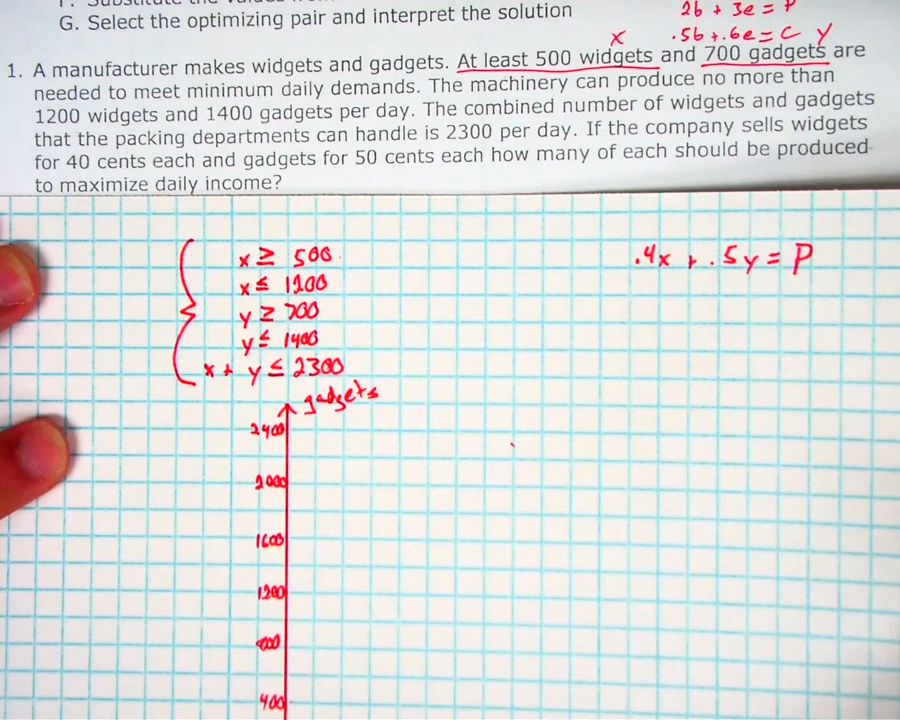 G. Select the optimizing pair and interpret the solution
2b + 3e = P
.5b + .6e = C
x
y
1. A manufacturer makes widgets and gadgets. At least 500 widgets and 700 gadgets are
needed to meet minimum daily demands. The machinery can produce no more than
1200 widgets and 1400 gadgets per day. The combined number of widgets and gadgets
that the packing departments can handle is 2300 per day. If the company sells widgets
for 40 cents each and gadgets for 50 cents each how many of each should be produced
to maximize daily income?
x ≥ 500
x ≤ 1200
y ≥ 700
y ≤ 1400
x + y ≤ 2300
.4x + .5y = P
gadgets
2400
2000
1600
1200
800
400